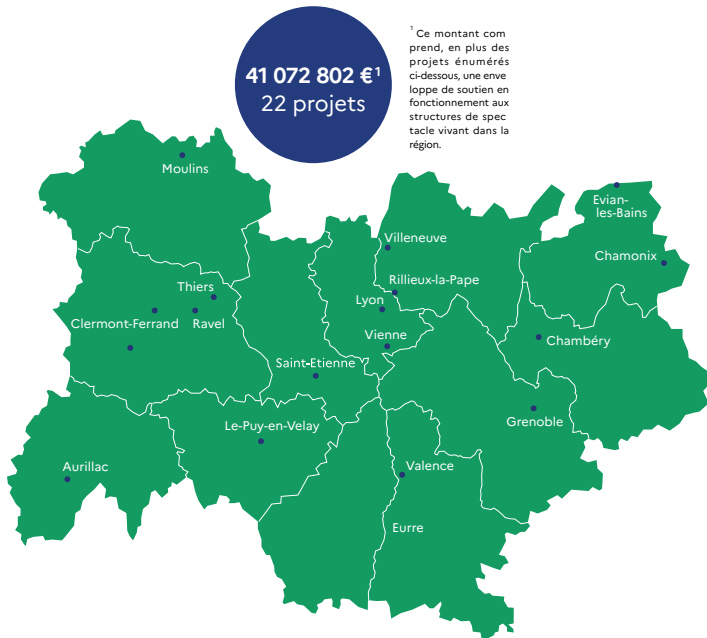 41 072 802 €¹
22 projets
¹ Ce montant com
prend, en plus des
projets énumérés
ci-dessous, une enve
loppe de soutien en
fonctionnement aux
structures de spec
tacle vivant dans la
région.
Moulins
Evian-
les-Bains
Villeneuve
Chamonix
Rillieux-la-Pape
Thiers
Lyon
Clermont-Ferrand
Ravel
Vienne
Chambéry
Saint-Etienne
Grenoble
Le-Puy-en-Velay
Aurillac
Valence
Eurre